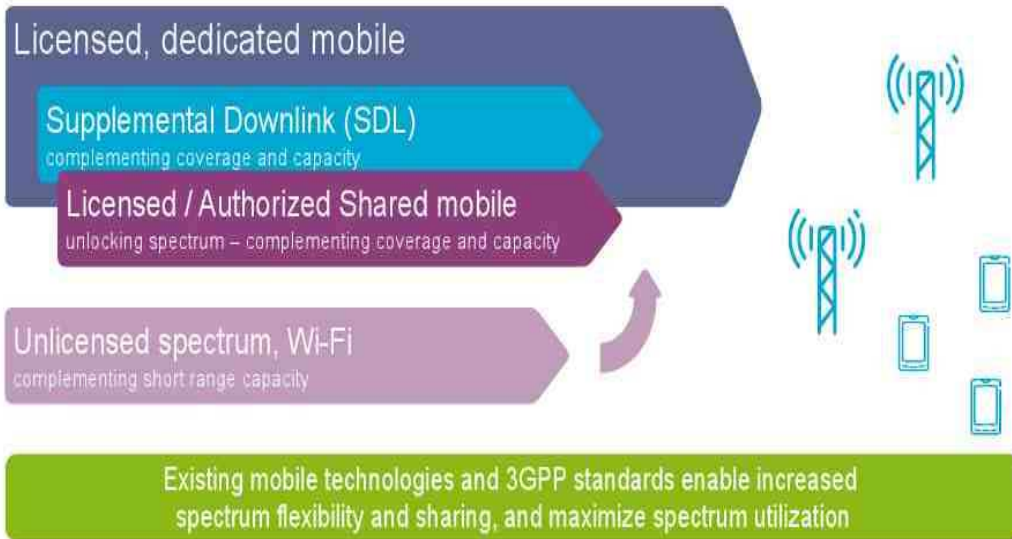 Licensed, dedicated mobile
Supplemental Downlink (SDL)
complementing coverage and capacity
Licensed / Authorized Shared mobile
unlocking spectrum – complementing coverage and capacity
Unlicensed spectrum, Wi-Fi
complementing short range capacity
Existing mobile technologies and 3GPP standards enable increased
spectrum flexibility and sharing, and maximize spectrum utilization